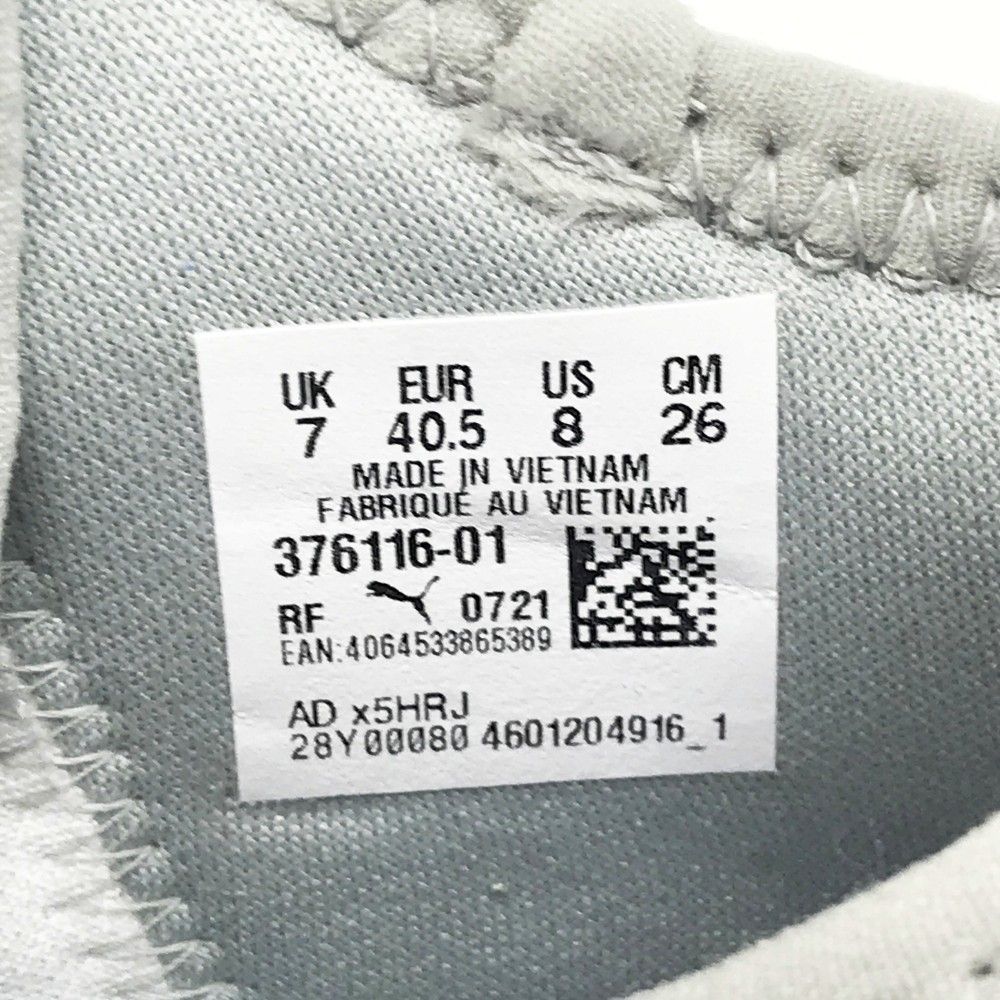 UK EUR US CM
7 40.5 8 26
MADE IN VIETNAM
FABRIQUÉ AU VIETNAM
376116-01
RF 0721
EAN:4064533865389
AD x5HRJ
28Y00080 4601204916_1